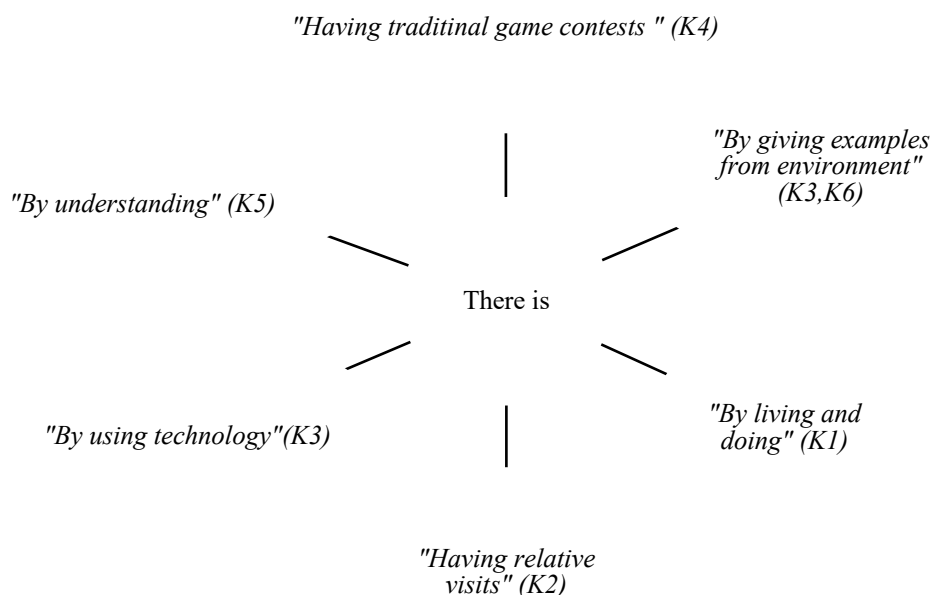 "Having traditinal game contests " (K4)
"By giving examples
from environment"
(K3,K6)
"By understanding" (K5)
There is
"By using technology"(K3)
"By living and
doing" (K1)
"Having relative
visits" (K2)